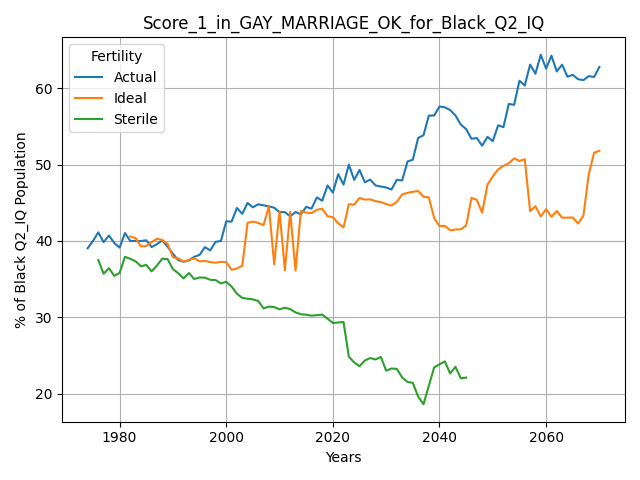 Score_1_in_GAY_MARRIAGE_OK_for_Black_Q2_IQ
Fertility
Actual
Ideal
Sterile
% of Black Q2_IQ Population
60
50
40
30
20
1980
2000
2020
2040
2060
Years